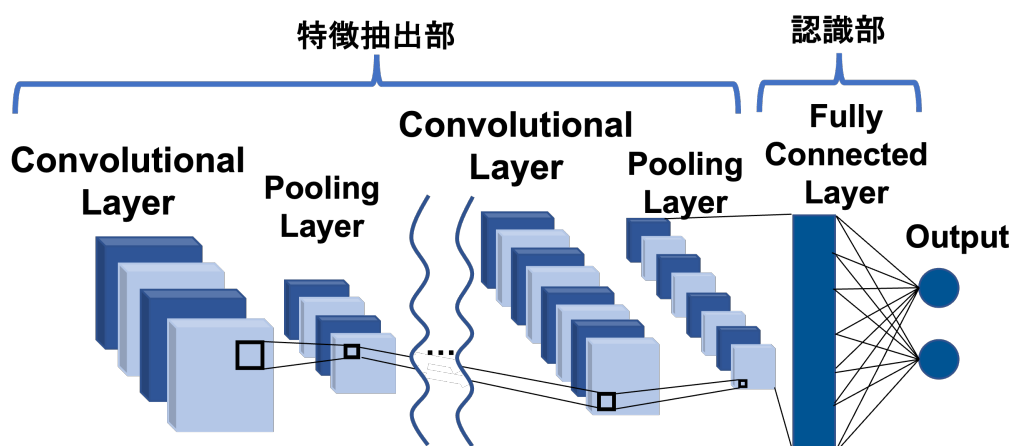 特徴抽出部
認識部
Convolutional
Layer
Pooling
Layer
...
Convolutional
Layer
Pooling
Layer
Fully
Connected
Layer
Output